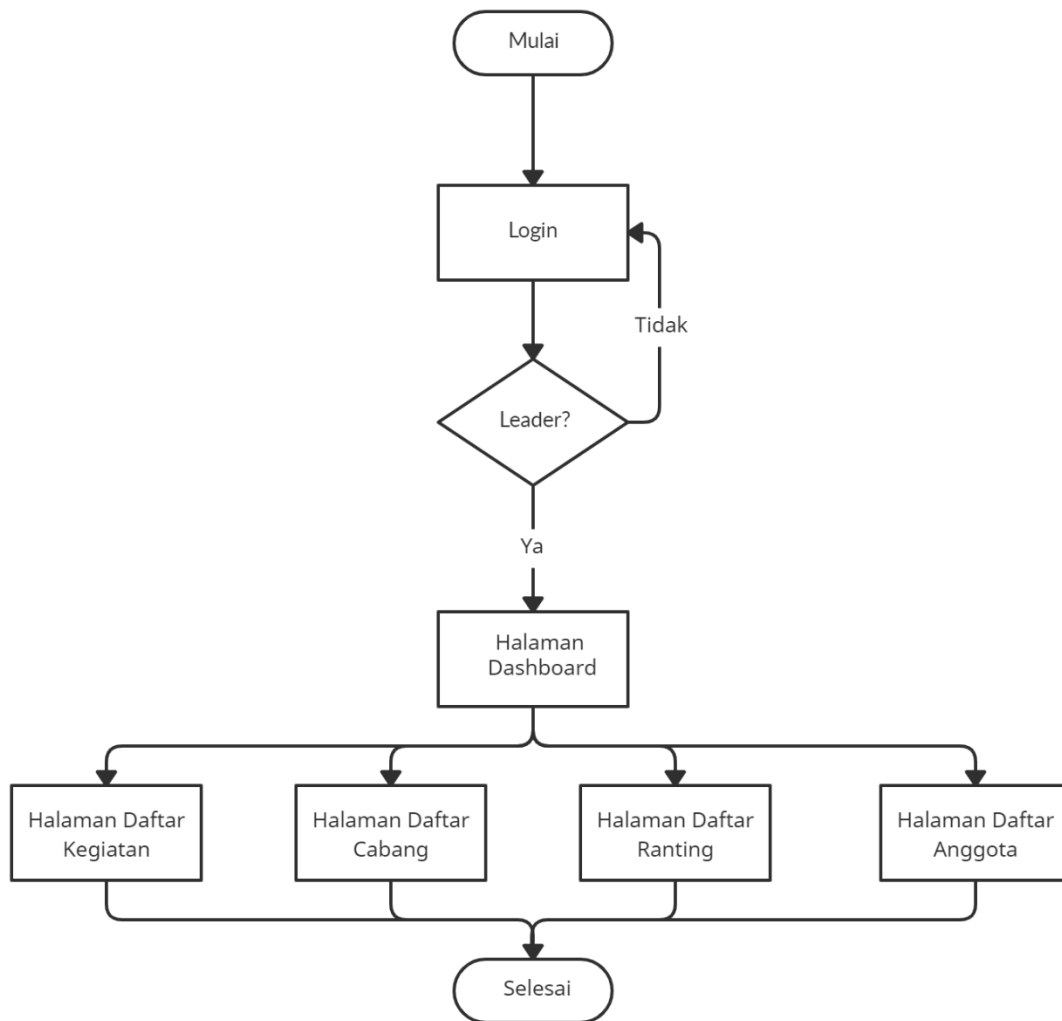 Mulai
Login
Tidak
Leader?
Ya
Halaman
Dashboard
Halaman Daftar
Kegiatan
Halaman Daftar
Cabang
Halaman Daftar
Ranting
Halaman Daftar
Anggota
Selesai